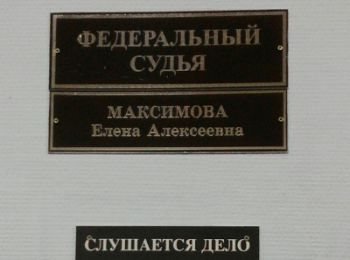 ФЕДЕРАЛЬНЫЙ
СУДЬЯ
МАКСИМОВА
Елена Алексеевна
СЛУШАЕТСЯ ДЕЛО